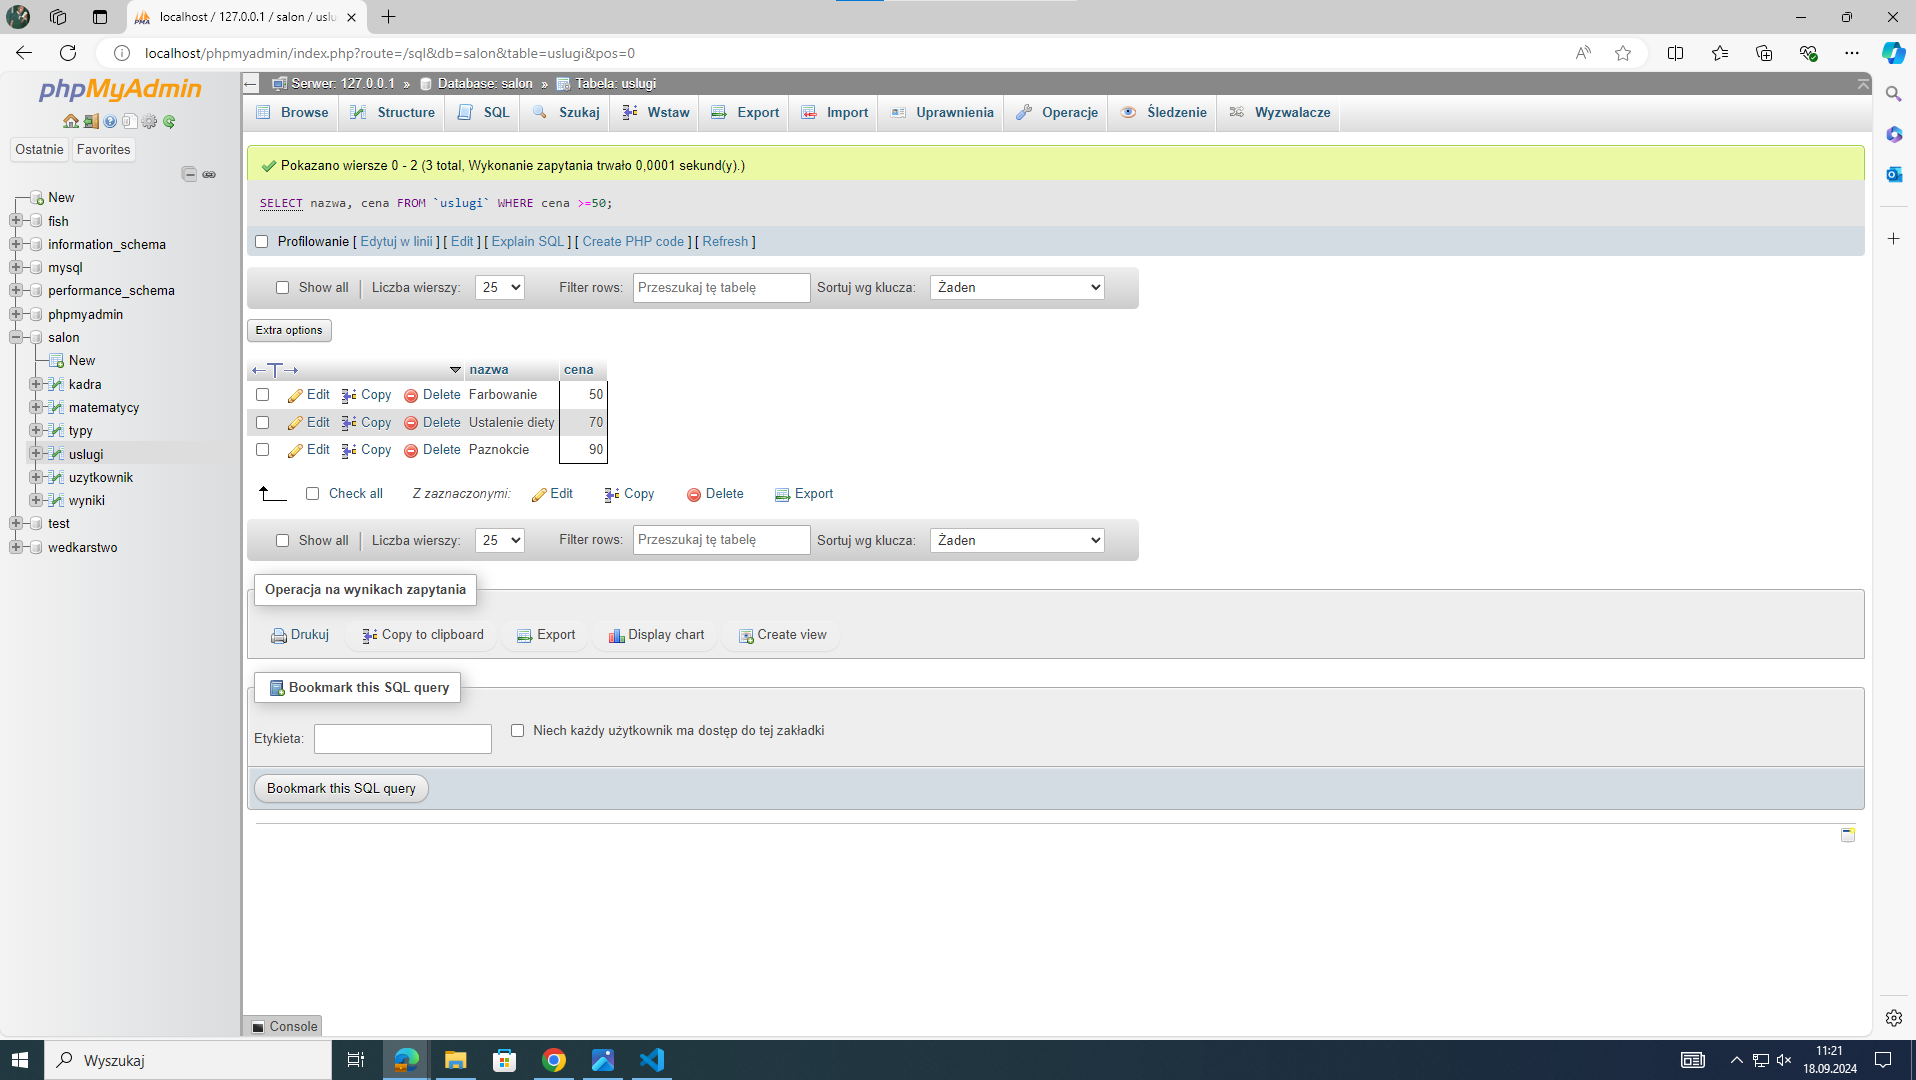 localhost / 127.0.0.1 / salon / uslu
localhost/phpmyadmin/index.php?route=/sql&db=salon&table=uslugi&pos=0
phpMyAdmin
Ostatnie Favorites
New
fish
information_schema
mysql
performance_schema
phpmyadmin
salon
New
kadra
matematycy
typy
uslugi
uzytkownik
wyniki
test
wedkarstwo
Serwer: 127.0.0.1 » Database: salon » Tabela: uslugi
Browse Structure SQL Szukaj Wstaw Export Import Uprawnienia Operacje Śledzenie Wyzwalacze
Pokazano wiersze 0 - 2 (3 total, Wykonanie zapytania trwało 0,0001 sekund(y).)
SELECT nazwa, cena FROM `uslugi` WHERE cena >=50;
Profilowanie [ Edytuj w linii ] [ Edit ] [ Explain SQL ] [ Create PHP code ] [ Refresh ]
Show all Liczba wierszy: 25 Filter rows: Przeszukaj tę tabelę Sortuj wg klucza: Żaden
Extra options
←T→ nazwa cena
Edit Copy Delete Farbowanie 50
Edit Copy Delete Ustalenie diety 70
Edit Copy Delete Paznokcie 90
Check all Z zaznaczonymi: Edit Copy Delete Export
Show all Liczba wierszy: 25 Filter rows: Przeszukaj tę tabelę Sortuj wg klucza: Żaden
Operacja na wynikach zapytania
Drukuj Copy to clipboard Export Display chart Create view
Bookmark this SQL query
Etykieta: Niech każdy użytkownik ma dostęp do tej zakładki
Bookmark this SQL query
Console
Wyszukaj
11:21
18.09.2024